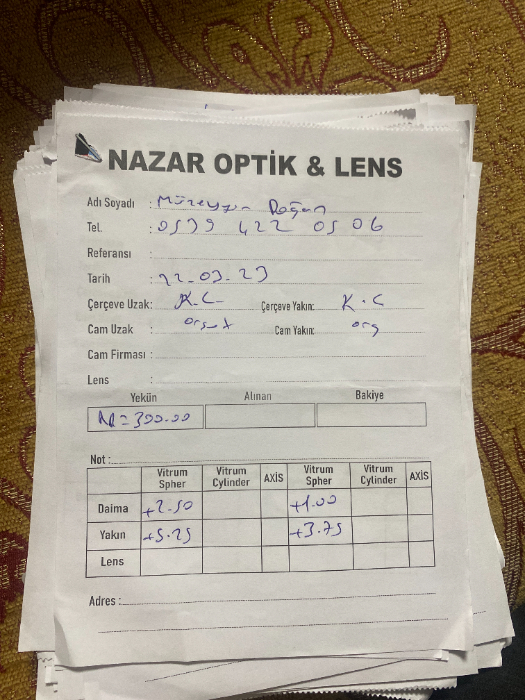 NAZAR OPTİK & LENS
Adı Soyadı : Müzeyyen Doğan
Tel. : 0539 422 05 06
Referansı :
Tarih : 22-03-23
Çerçeve Uzak: K.C- Çerçeve Yakın: K.C
Cam Uzak : Cam Yakın: org
Cam Firması :
Lens :
Yekün Alınan Bakiye
N=300.00
Not :
Vitrum Spher Vitrum Cylinder AXİS Vitrum Spher Vitrum Cylinder AXİS
Daima +2.50 +1.00
Yakın +5.25 +3.75
Lens
Adres :